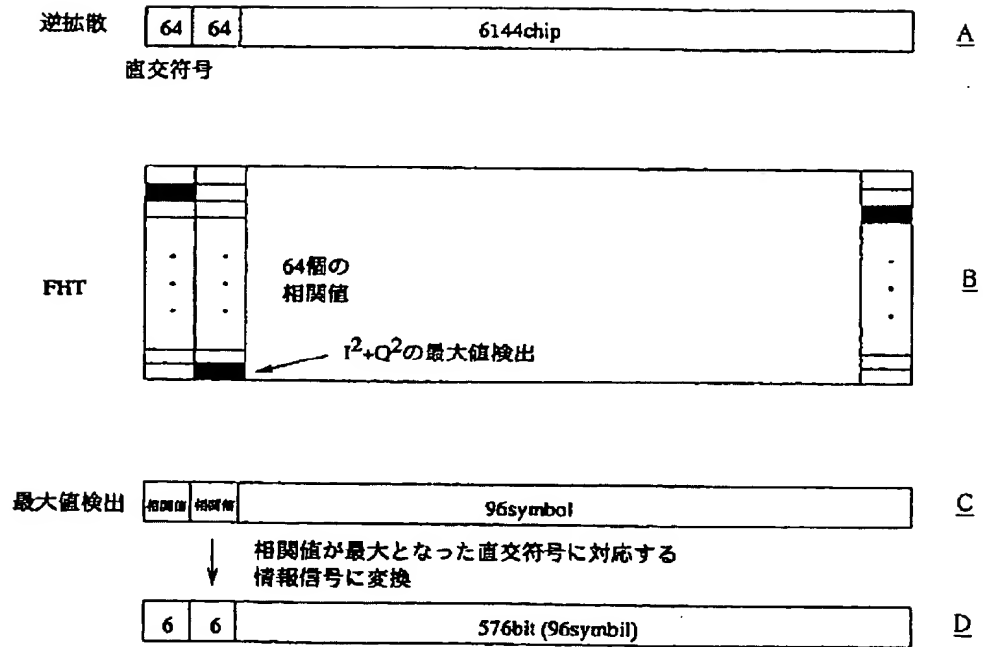 逆拡散 64 64 6144chip A
直交符号
FHT 64個の
相関値 B
I²+Q²の最大値検出
最大値検出 相関値 相関値 96symbol C
相関値が最大となった直交符号に対応する
情報信号に変換
6 6 576bit (96symbil) D